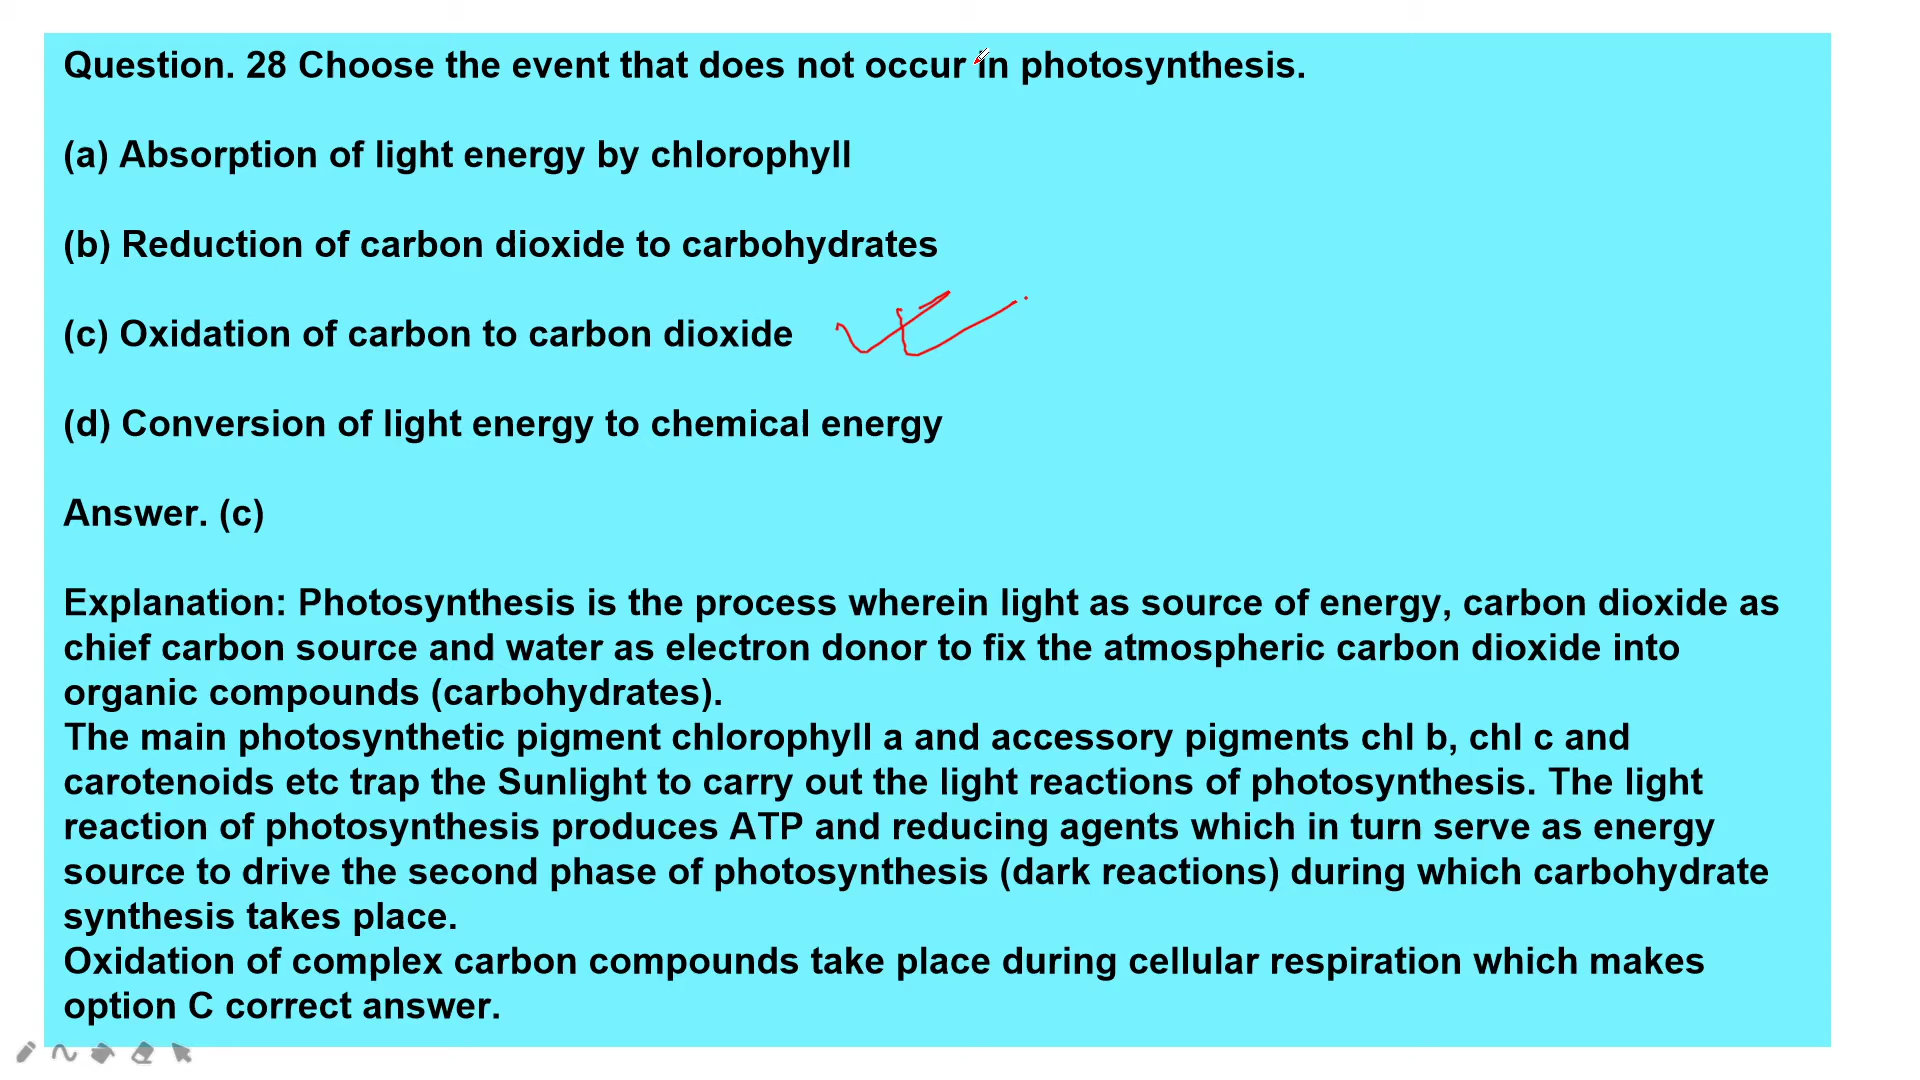 Question. 28 Choose the event that does not occur in photosynthesis.
(a) Absorption of light energy by chlorophyll
(b) Reduction of carbon dioxide to carbohydrates
(c) Oxidation of carbon to carbon dioxide
(d) Conversion of light energy to chemical energy
Answer. (c)
Explanation: Photosynthesis is the process wherein light as source of energy, carbon dioxide as
chief carbon source and water as electron donor to fix the atmospheric carbon dioxide into
organic compounds (carbohydrates).
The main photosynthetic pigment chlorophyll a and accessory pigments chl b, chl c and
carotenoids etc trap the Sunlight to carry out the light reactions of photosynthesis. The light
reaction of photosynthesis produces ATP and reducing agents which in turn serve as energy
source to drive the second phase of photosynthesis (dark reactions) during which carbohydrate
synthesis takes place.
Oxidation of complex carbon compounds take place during cellular respiration which makes
option C correct answer.